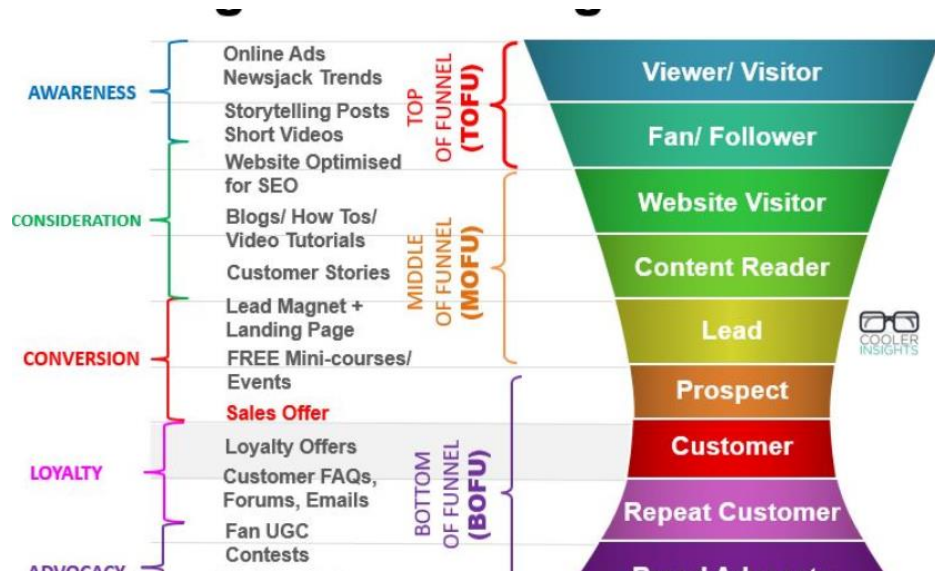 AWARENESS
CONSIDERATION
CONVERSION
LOYALTY
ADVOCACY
Online Ads
Newsjack Trends
Storytelling Posts
Short Videos
Website Optimised
for SEO
Blogs/ How Tos/
Video Tutorials
Customer Stories
Lead Magnet +
Landing Page
FREE Mini-courses/
Events
Sales Offer
Loyalty Offers
Customer FAQs,
Forums, Emails
Fan UGC
Contests
TOP
OF FUNNEL
(TOFU)
MIDDLE
OF FUNNEL
(MOFU)
BOTTOM
OF FUNNEL
(BOFU)
Viewer/ Visitor
Fan/ Follower
Website Visitor
Content Reader
Lead
Prospect
Customer
Repeat Customer
Brand Advocate
COOLER
INSIGHTS